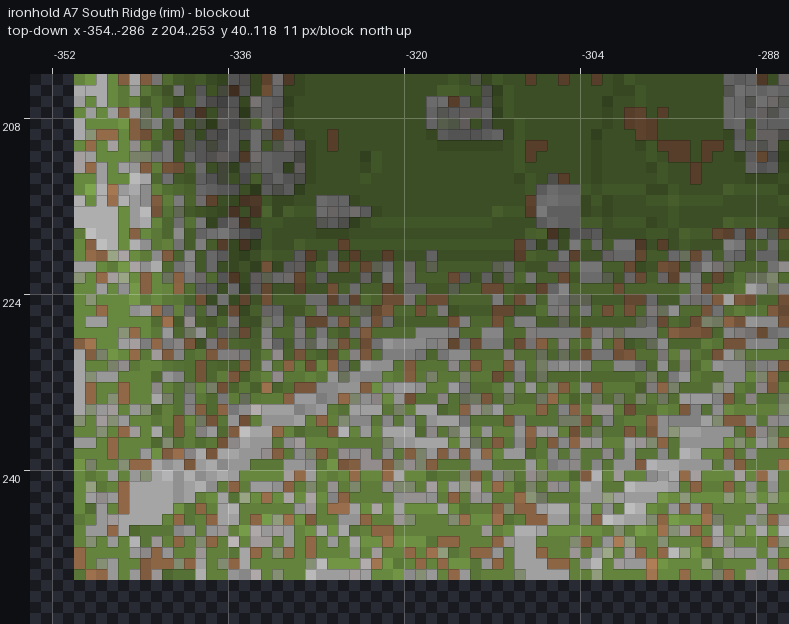 ironhold A7 South Ridge (rim) - blockout
top-down x -354..-286 z 204..253 y 40..118 11 px/block north up
-352 -336 -320 -304 -288
208
224
240